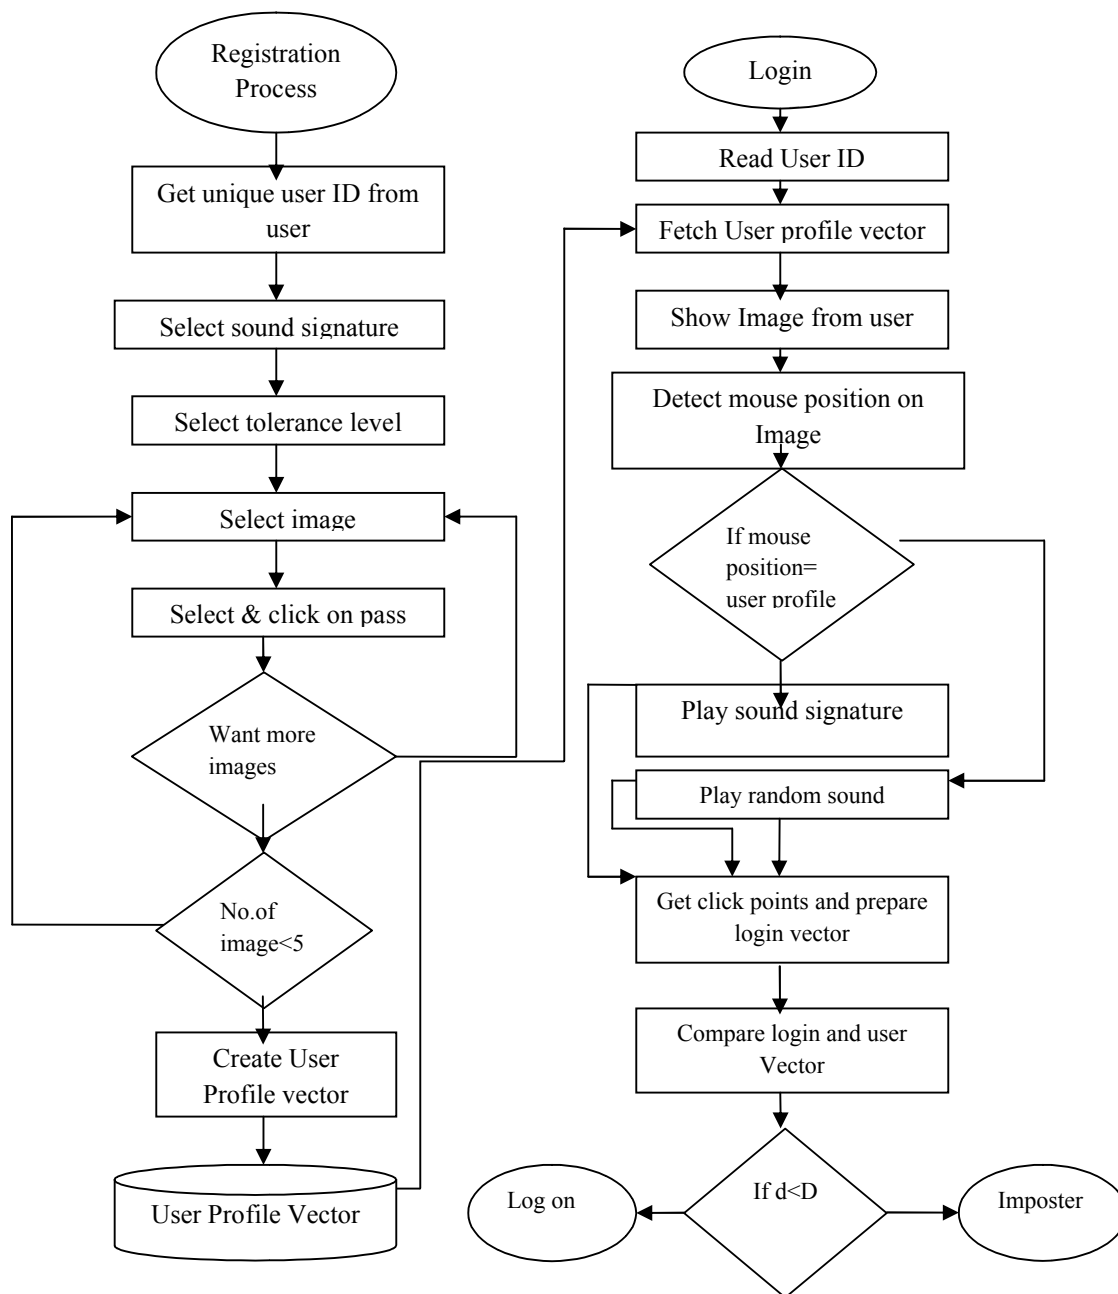 Registration
Process
Get unique user ID from
user
Select sound signature
Select tolerance level
Select image
Select & click on pass
Want more
images
No.of
image<5
Create User
Profile vector
User Profile Vector
Login
Read User ID
Fetch User profile vector
Show Image from user
Detect mouse position on
Image
If mouse
position=
user profile
Play sound signature
Play random sound
Get click points and prepare
login vector
Compare login and user
Vector
If d<D
Log on
Imposter